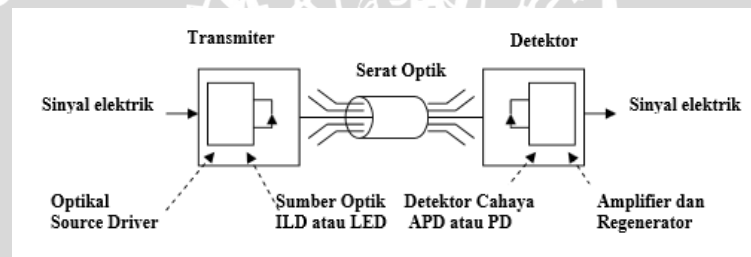 Transmiter
Detektor
Serat Optik
Sinyal elektrik
Sinyal elektrik
Optikal
Source Driver
Sumber Optik
ILD atau LED
Detektor Cahaya
APD atau PD
Amplifier dan
Regenerator